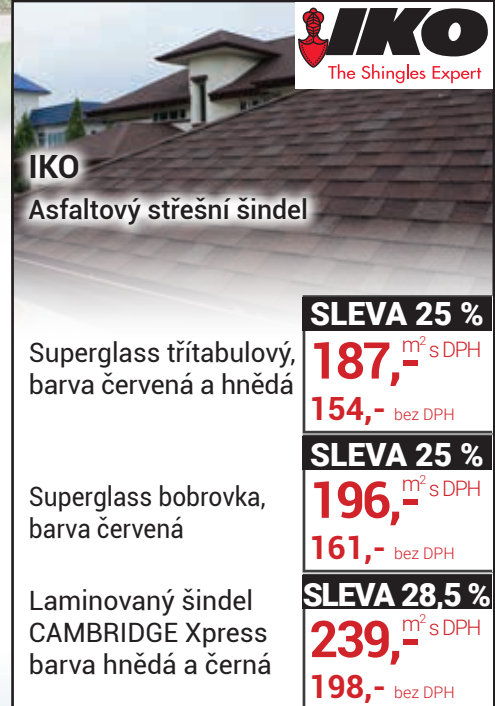 IKO
The Shingles Expert
IKO
Asfaltový střešní šindel
SLEVA 25 %
Superglass třítabulový,
barva červená a hnědá
187,- m² s DPH
154,- bez DPH
SLEVA 25 %
Superglass bobrovka,
barva červená
196,- m² s DPH
161,- bez DPH
SLEVA 28,5 %
Laminovaný šindel
CAMBRIDGE Xpress
barva hnědá a černá
239,- m² s DPH
198,- bez DPH